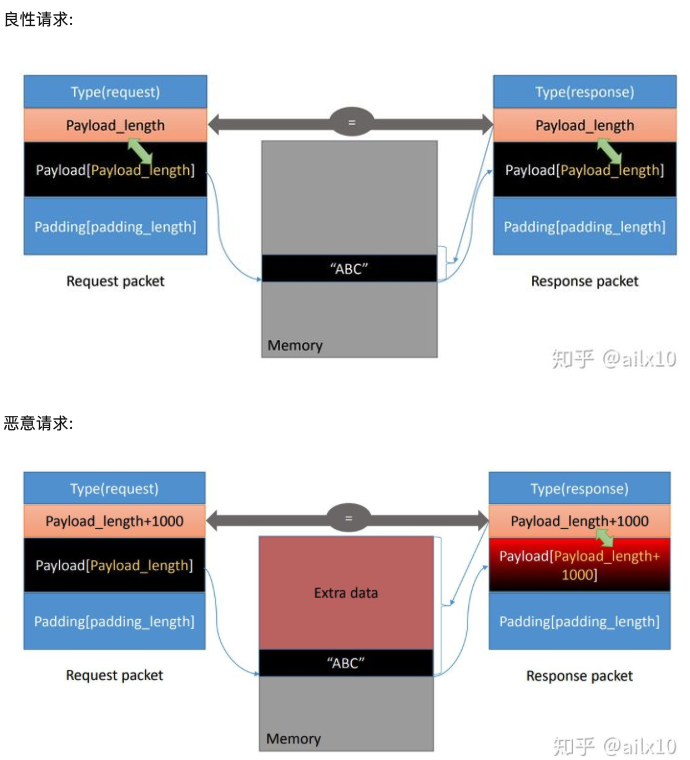 良性请求:
Type(request)
Payload_length
Payload[Payload_length]
Padding[padding_length]
Request packet
=
"ABC"
Memory
Type(response)
Payload_length
Payload[Payload_length]
Padding[padding_length]
Response packet
知乎 @ailx10
恶意请求:
Type(request)
Payload_length+1000
Payload[Payload_length]
Padding[padding_length]
Request packet
=
Extra data
"ABC"
Memory
Type(response)
Payload_length+1000
Payload[Payload_length+
1000]
Padding[padding_length]
Response packet
知乎 @ailx10